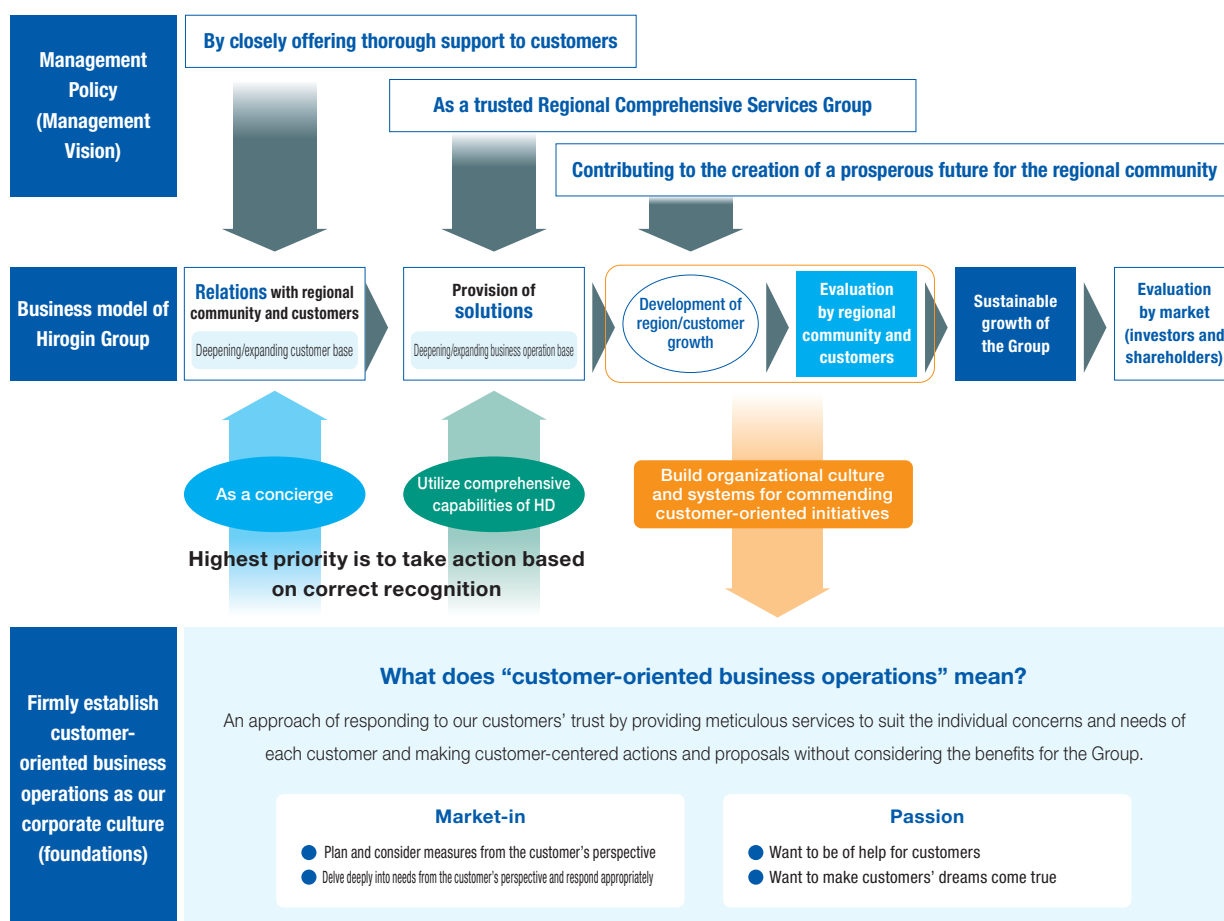 Management
Policy
(Management
Vision)
By closely offering thorough support to customers
As a trusted Regional Comprehensive Services Group
Contributing to the creation of a prosperous future for the regional community
Business model of
Hirogin Group
Relations with regional
community and customers
Deepening/expanding customer base
Provision of
solutions
Deepening/expanding business operation base
Development of
region/customer
growth
Evaluation
by regional
community and
customers
Sustainable
growth of
the Group
Evaluation
by market
(investors and
shareholders)
As a concierge
Utilize comprehensive
capabilities of HD
Build organizational culture
and systems for commending
customer-oriented initiatives
Highest priority is to take action based
on correct recognition
Firmly establish
customer-
oriented business
operations as our
corporate culture
(foundations)
What does “customer-oriented business operations” mean?
An approach of responding to our customers’ trust by providing meticulous services to suit the individual concerns and needs of
each customer and making customer-centered actions and proposals without considering the benefits for the Group.
Market-in
● Plan and consider measures from the customer’s perspective
● Delve deeply into needs from the customer’s perspective and respond appropriately
Passion
● Want to be of help for customers
● Want to make customers’ dreams come true